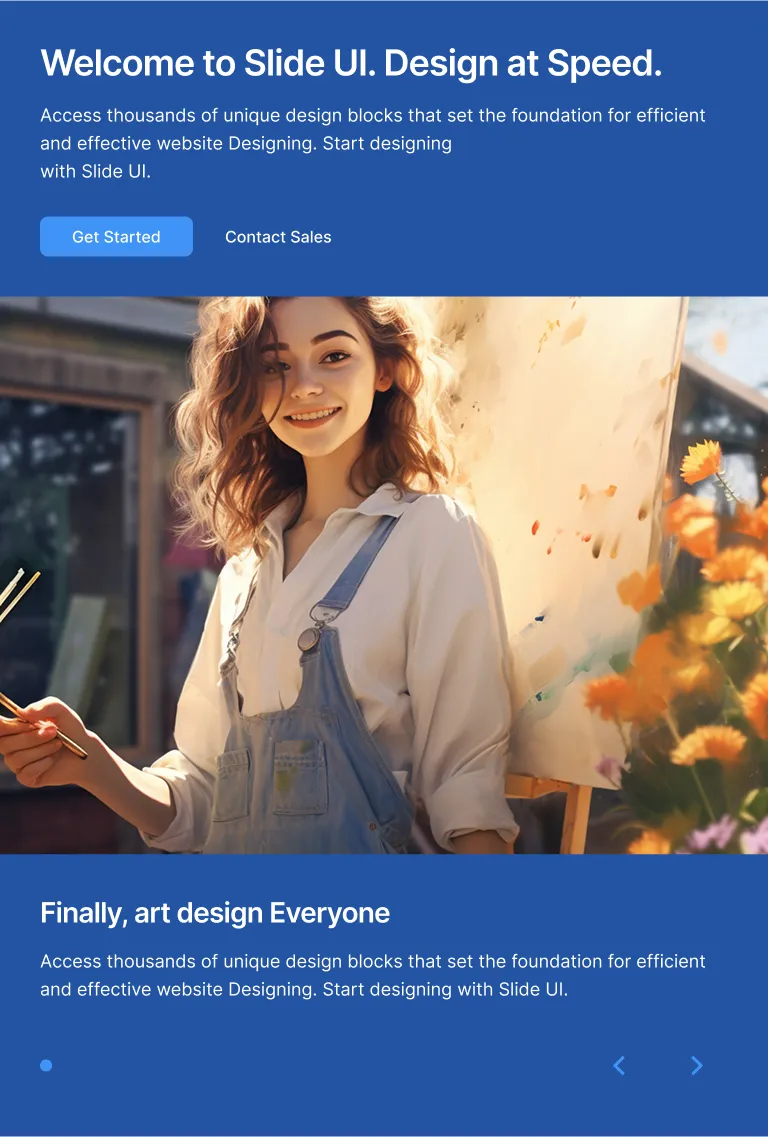 Welcome to Slide UI. Design at Speed.
Access thousands of unique design blocks that set the foundation for efficient
and effective website Designing. Start designing
with Slide UI.
Get Started
Contact Sales
Finally, art design Everyone
Access thousands of unique design blocks that set the foundation for efficient
and effective website Designing. Start designing with Slide UI.